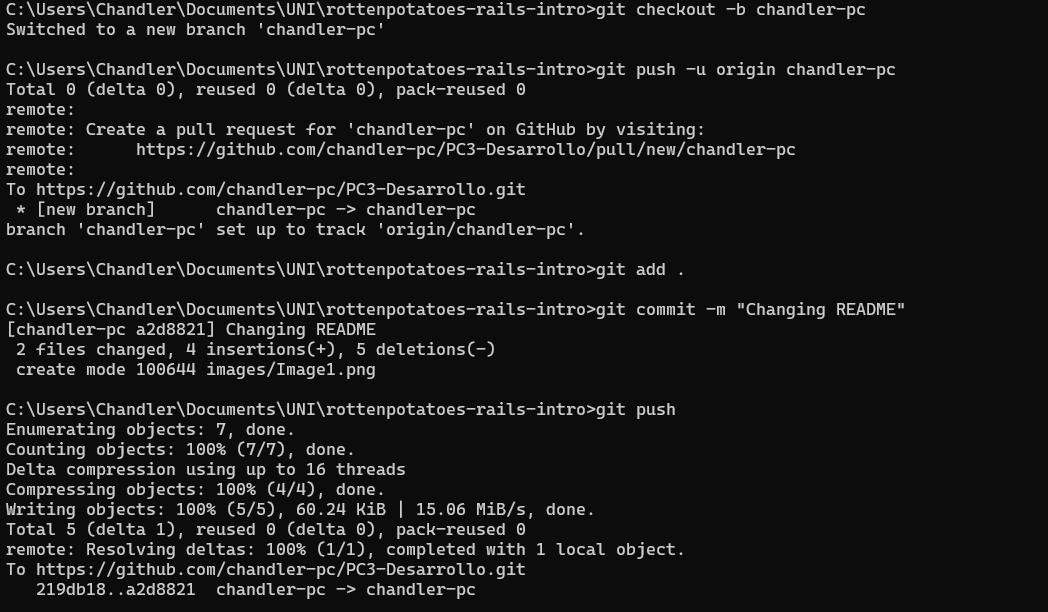 C:\Users\Chandler\Documents\UNI\rottenpotatoes-rails-intro>git checkout -b chandler-pc
Switched to a new branch 'chandler-pc'
C:\Users\Chandler\Documents\UNI\rottenpotatoes-rails-intro>git push -u origin chandler-pc
Total 0 (delta 0), reused 0 (delta 0), pack-reused 0
remote:
remote: Create a pull request for 'chandler-pc' on GitHub by visiting:
remote:      https://github.com/chandler-pc/PC3-Desarrollo/pull/new/chandler-pc
remote:
To https://github.com/chandler-pc/PC3-Desarrollo.git
 * [new branch]      chandler-pc -> chandler-pc
branch 'chandler-pc' set up to track 'origin/chandler-pc'.
C:\Users\Chandler\Documents\UNI\rottenpotatoes-rails-intro>git add .
C:\Users\Chandler\Documents\UNI\rottenpotatoes-rails-intro>git commit -m "Changing README"
[chandler-pc a2d8821] Changing README
 2 files changed, 4 insertions(+), 5 deletions(-)
 create mode 100644 images/Image1.png
C:\Users\Chandler\Documents\UNI\rottenpotatoes-rails-intro>git push
Enumerating objects: 7, done.
Counting objects: 100% (7/7), done.
Delta compression using up to 16 threads
Compressing objects: 100% (4/4), done.
Writing objects: 100% (5/5), 60.24 KiB | 15.06 MiB/s, done.
Total 5 (delta 1), reused 0 (delta 0), pack-reused 0
remote: Resolving deltas: 100% (1/1), completed with 1 local object.
To https://github.com/chandler-pc/PC3-Desarrollo.git
   219db18..a2d8821  chandler-pc -> chandler-pc